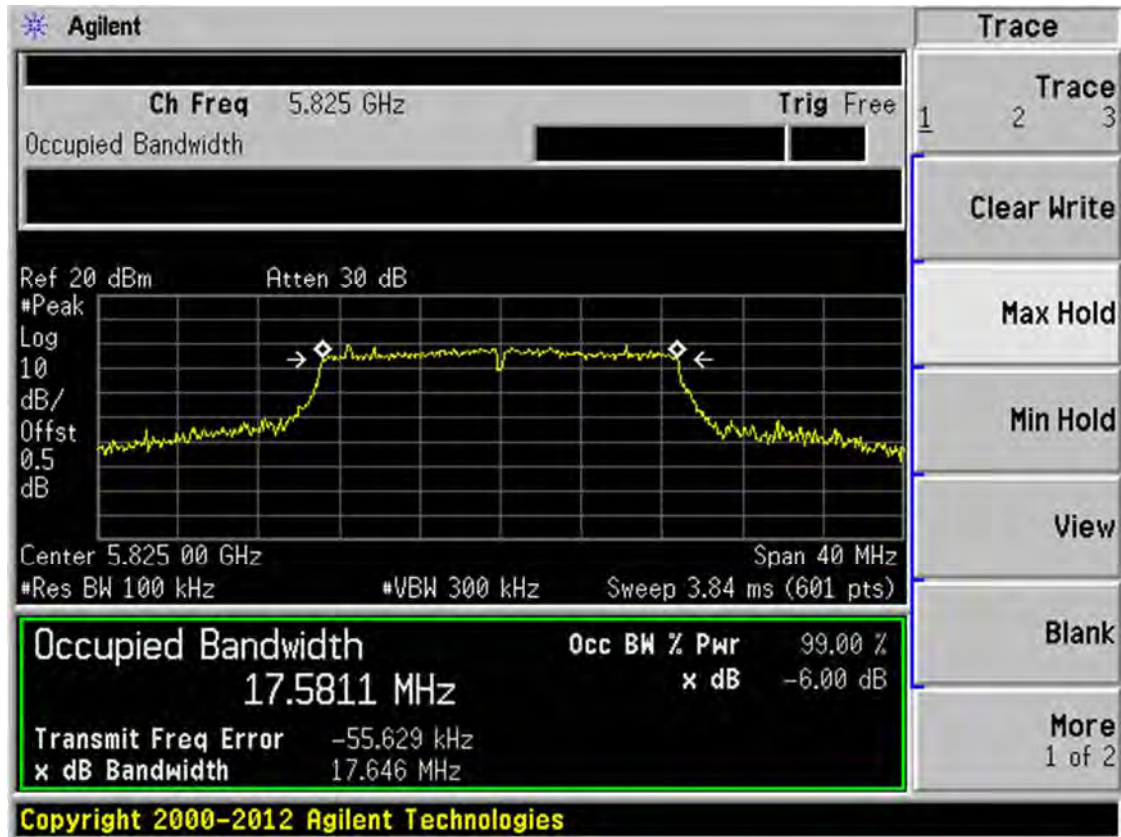 Agilent
Trace
Ch Freq 5.825 GHz Trig Free
Occupied Bandwidth
Trace
1 2 3
Clear Write
Max Hold
Min Hold
View
Blank
More
1 of 2
Ref 20 dBm Atten 30 dB
#Peak
Log
10
dB/
Offst
0.5
dB
Center 5.825 00 GHz Span 40 MHz
#Res BW 100 kHz #VBW 300 kHz Sweep 3.84 ms (601 pts)
Occupied Bandwidth Occ BW % Pwr 99.00 %
17.5811 MHz x dB -6.00 dB
Transmit Freq Error -55.629 kHz
x dB Bandwidth 17.646 MHz
Copyright 2000-2012 Agilent Technologies